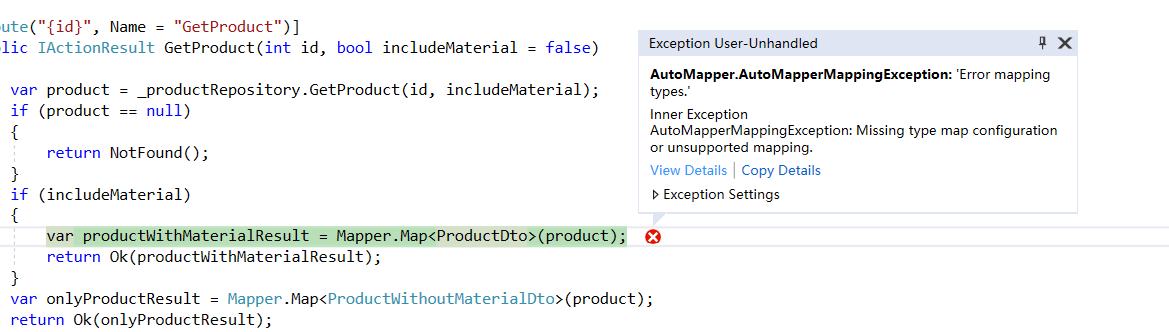 ute("{id}", Name = "GetProduct")]
lic IActionResult GetProduct(int id, bool includeMaterial = false)
var product = _productRepository.GetProduct(id, includeMaterial);
if (product == null)
{
return NotFound();
}
if (includeMaterial)
{
var productWithMaterialResult = Mapper.Map<ProductDto>(product);
return Ok(productWithMaterialResult);
}
var onlyProductResult = Mapper.Map<ProductWithoutMaterialDto>(product);
return Ok(onlyProductResult);
Exception User-Unhandled
AutoMapper.AutoMapperMappingException: 'Error mapping
types.'
Inner Exception
AutoMapperMappingException: Missing type map configuration
or unsupported mapping.
View Details | Copy Details
Exception Settings